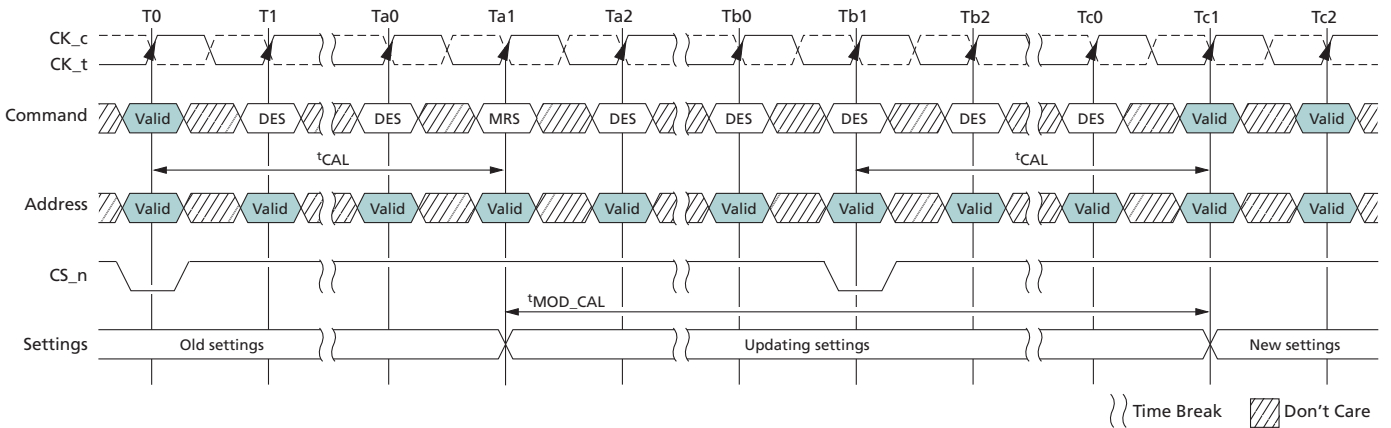 T0 T1 Ta0 Ta1 Ta2 Tb0 Tb1 Tb2 Tc0 Tc1 Tc2
CK_c
CK_t
Command Valid DES DES MRS DES DES DES DES DES Valid Valid
tCAL tCAL
Address Valid Valid Valid Valid Valid Valid Valid Valid Valid Valid Valid
CS_n
tMOD_CAL
Settings Old settings Updating settings New settings
Time Break Don't Care